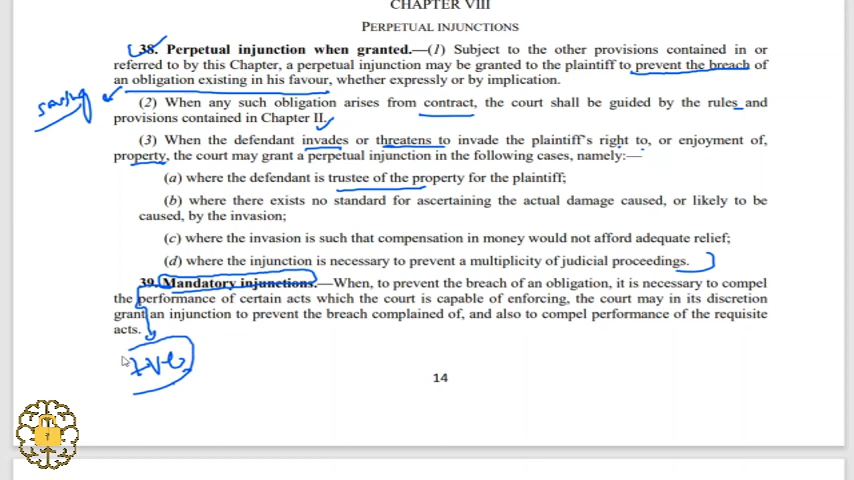 CHAPTER VIII
PERPETUAL INJUNCTIONS
38. Perpetual injunction when granted.—(1) Subject to the other provisions contained in or
referred to by this Chapter, a perpetual injunction may be granted to the plaintiff to prevent the breach of
an obligation existing in his favour, whether expressly or by implication.
(2) When any such obligation arises from contract, the court shall be guided by the rules and
provisions contained in Chapter II.
(3) When the defendant invades or threatens to invade the plaintiff's right to, or enjoyment of,
property, the court may grant a perpetual injunction in the following cases, namely:—
(a) where the defendant is trustee of the property for the plaintiff;
(b) where there exists no standard for ascertaining the actual damage caused, or likely to be
caused, by the invasion;
(c) where the invasion is such that compensation in money would not afford adequate relief;
(d) where the injunction is necessary to prevent a multiplicity of judicial proceedings.
39. Mandatory injunctions.—When, to prevent the breach of an obligation, it is necessary to compel
the performance of certain acts which the court is capable of enforcing, the court may in its discretion
grant an injunction to prevent the breach complained of, and also to compel performance of the requisite
acts.
+ve
14